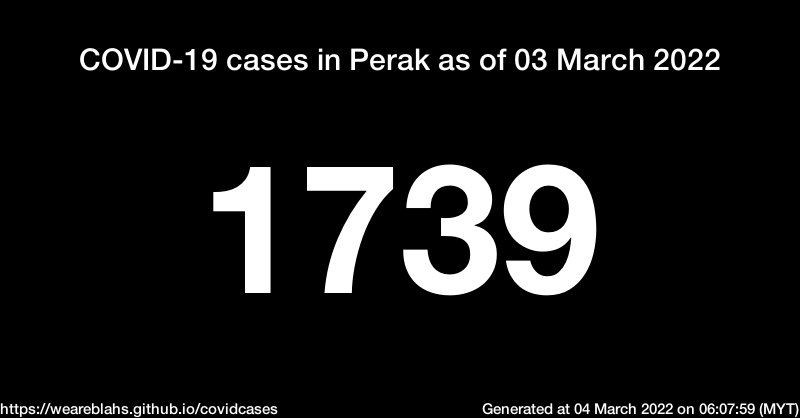 COVID-19 cases in Perak as of 03 March 2022
1739
https://weareblahs.github.io/covidcases
Generated at 04 March 2022 on 06:07:59 (MYT)